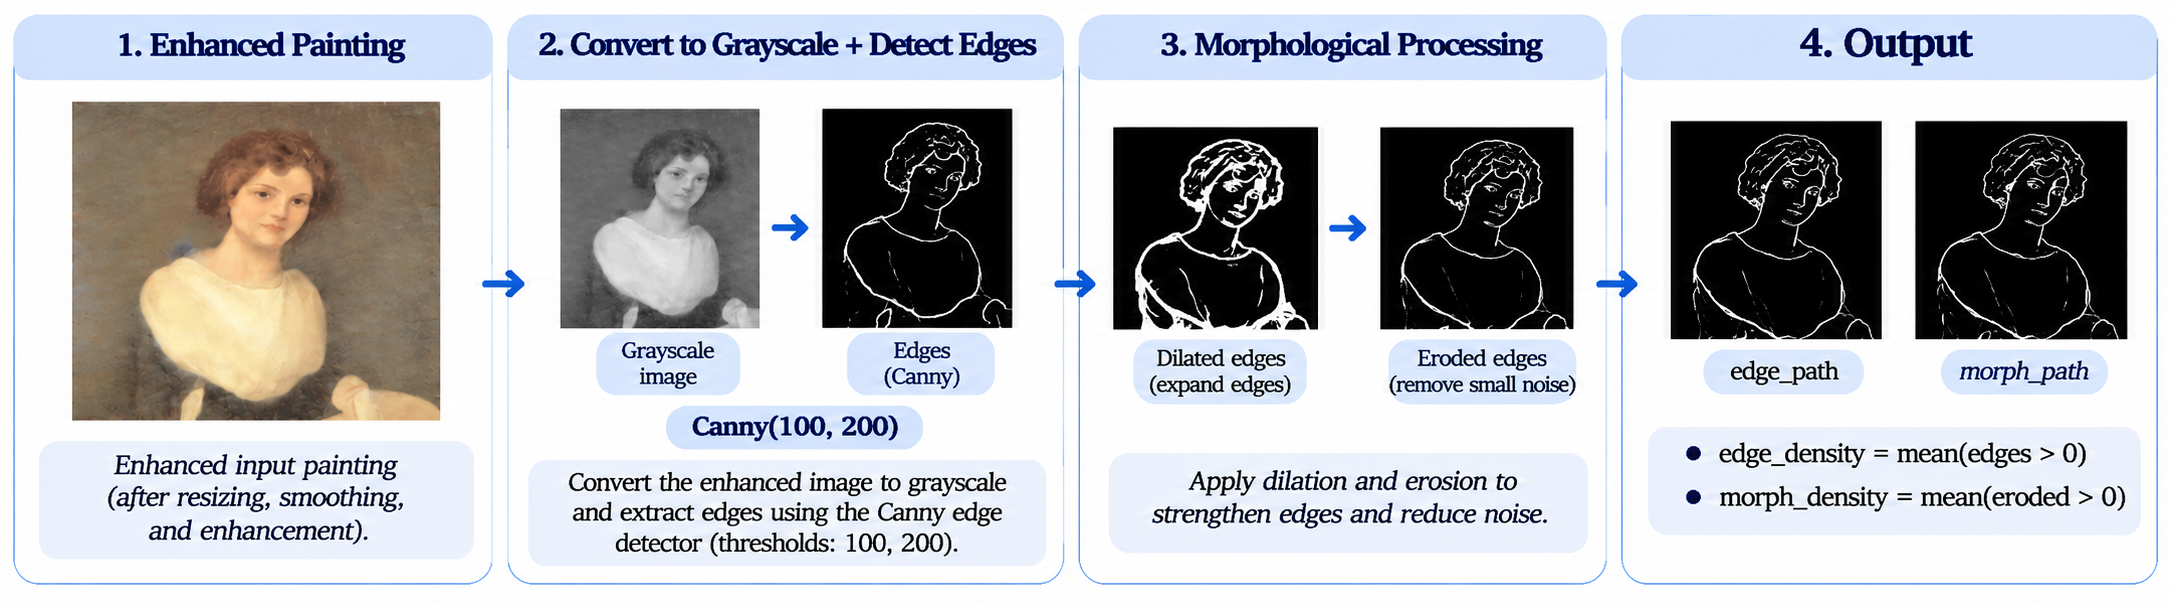 1. Enhanced Painting
Enhanced input painting
(after resizing, smoothing,
and enhancement).
2. Convert to Grayscale + Detect Edges
Grayscale
image
Edges
(Canny)
Canny(100, 200)
Convert the enhanced image to grayscale
and extract edges using the Canny edge
detector (thresholds: 100, 200).
3. Morphological Processing
Dilated edges
(expand edges)
Eroded edges
(remove small noise)
Apply dilation and erosion to
strengthen edges and reduce noise.
4. Output
edge_path
morph_path
● edge_density = mean(edges > 0)
● morph_density = mean(eroded > 0)